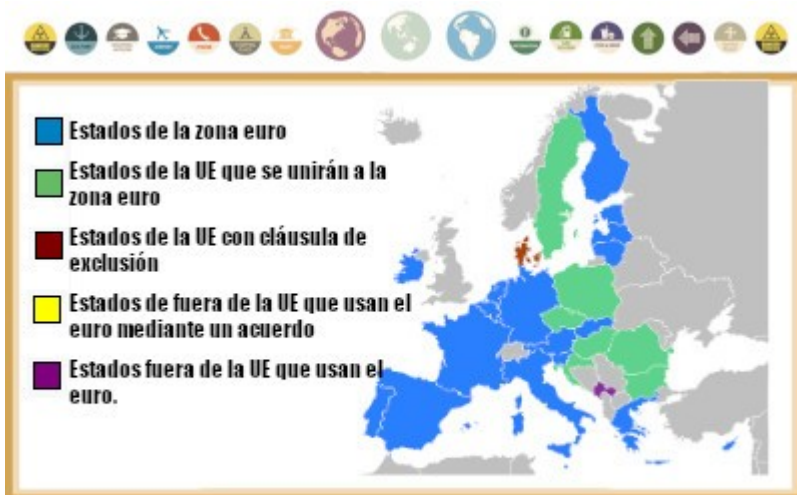 Estados de la zona euro
Estados de la UE que se unirán a la
zona euro
Estados de la UE con cláusula de
exclusión
Estados de fuera de la UE que usan el
euro mediante un acuerdo
Estados fuera de la UE que usan el
euro.